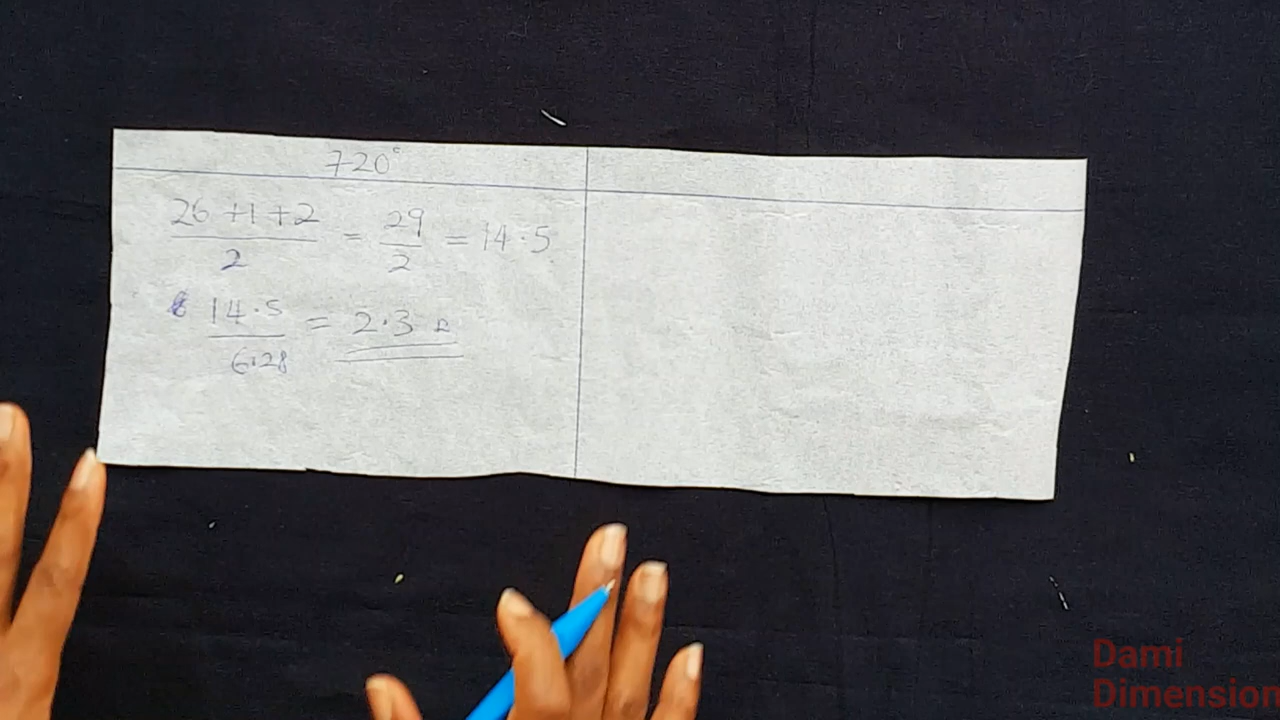 720°
26 +1 +2 / 2 = 29 / 2 = 14.5
14.5 / 6.28 = 2.3
Dami
Dimension